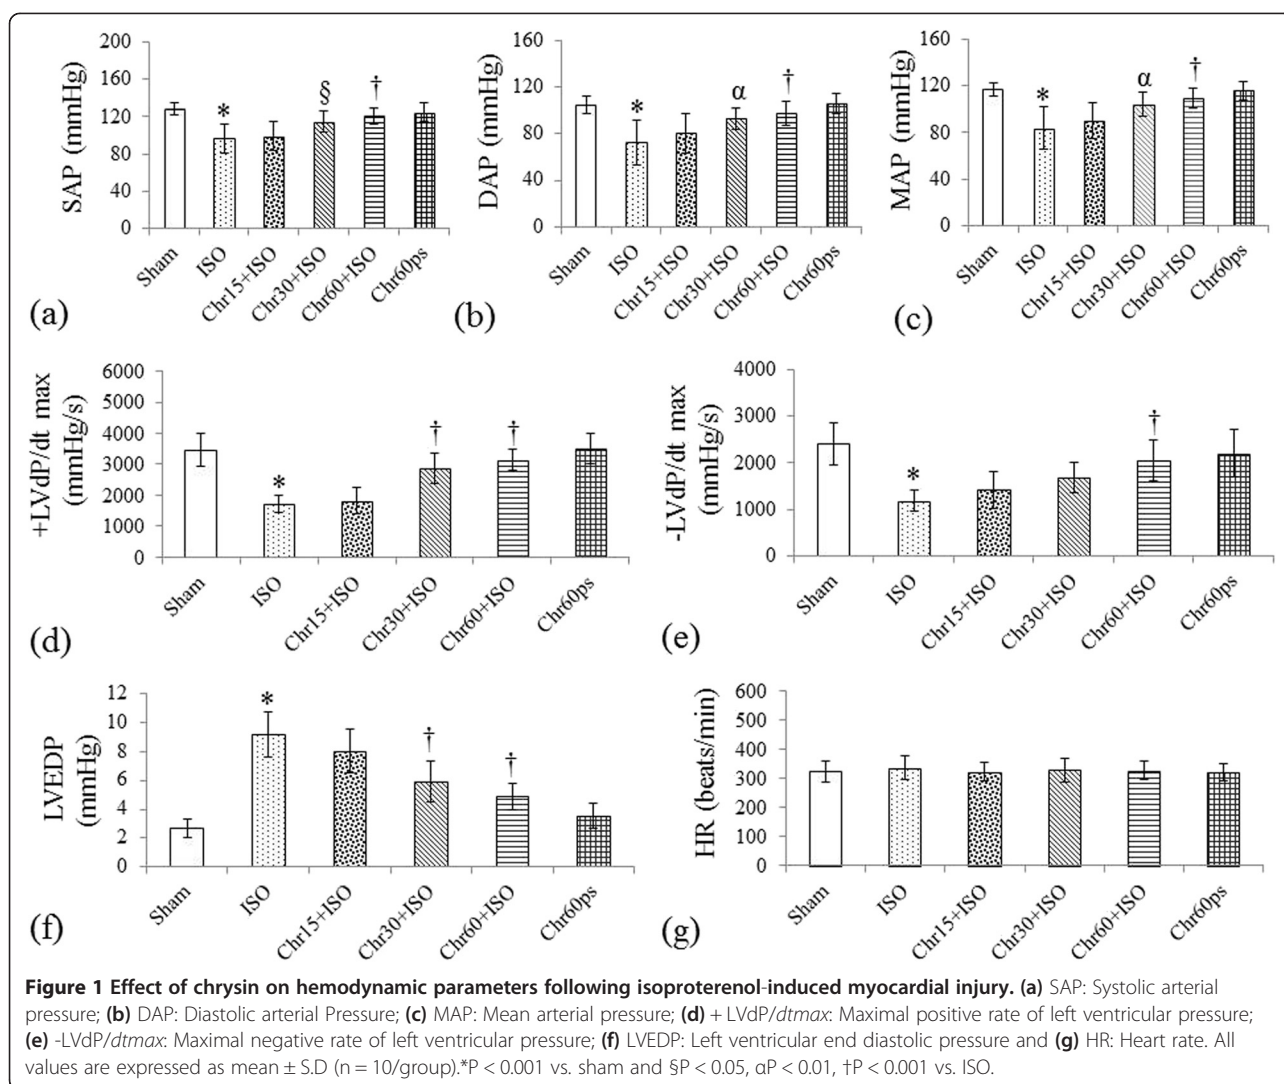 SAP (mmHg)
200
160
120
80
40
0
*
§
†
Sham
ISO
Chr15+ISO
Chr30+ISO
Chr60+ISO
Chr60ps
(a)
DAP (mmHg)
160
120
80
40
0
*
α
†
Sham
ISO
Chr15+ISO
Chr30+ISO
Chr60+ISO
Chr60ps
(b)
MAP (mmHg)
160
120
80
40
0
*
α
†
Sham
ISO
Chr15+ISO
Chr30+ISO
Chr60+ISO
Chr60ps
(c)
+LVdP/dt max
(mmHg/s)
6000
5000
4000
3000
2000
1000
0
*
†
†
Sham
ISO
Chr15+ISO
Chr30+ISO
Chr60+ISO
Chr60ps
(d)
-LVdP/dt max
(mmHg/s)
4000
3000
2000
1000
0
*
†
Sham
ISO
Chr15+ISO
Chr30+ISO
Chr60+ISO
Chr60ps
(e)
LVEDP
(mmHg)
12
10
8
6
4
2
0
*
†
†
Sham
ISO
Chr15+ISO
Chr30+ISO
Chr60+ISO
Chr60ps
(f)
HR (beats/min)
600
500
400
300
200
100
0
Sham
ISO
Chr15+ISO
Chr30+ISO
Chr60+ISO
Chr60ps
(g)
Figure 1 Effect of chrysin on hemodynamic parameters following isoproterenol-induced myocardial injury. (a) SAP: Systolic arterial
pressure; (b) DAP: Diastolic arterial Pressure; (c) MAP: Mean arterial pressure; (d) + LVdP/dtmax: Maximal positive rate of left ventricular pressure;
(e) -LVdP/dtmax: Maximal negative rate of left ventricular pressure; (f) LVEDP: Left ventricular end diastolic pressure and (g) HR: Heart rate. All
values are expressed as mean ± S.D (n = 10/group).*P < 0.001 vs. sham and §P < 0.05, αP < 0.01, †P < 0.001 vs. ISO.